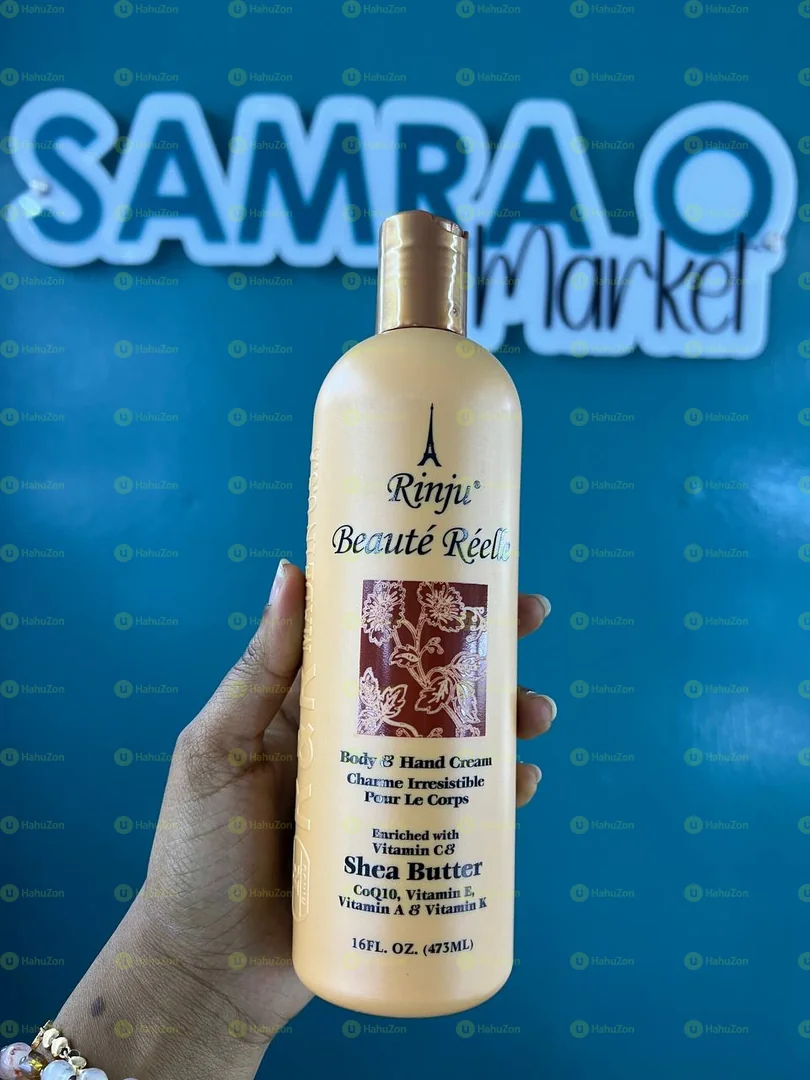 SAMRA O
Market
Rinju®
Beauté Réelle
Body & Hand Cream
Charme Irresistible
Pour Le Corps
Enriched with
Vitamin C&
Shea Butter
CoQ10, Vitamin E,
Vitamin A & Vitamin K
16FL. OZ. (473ML)
HahuZon